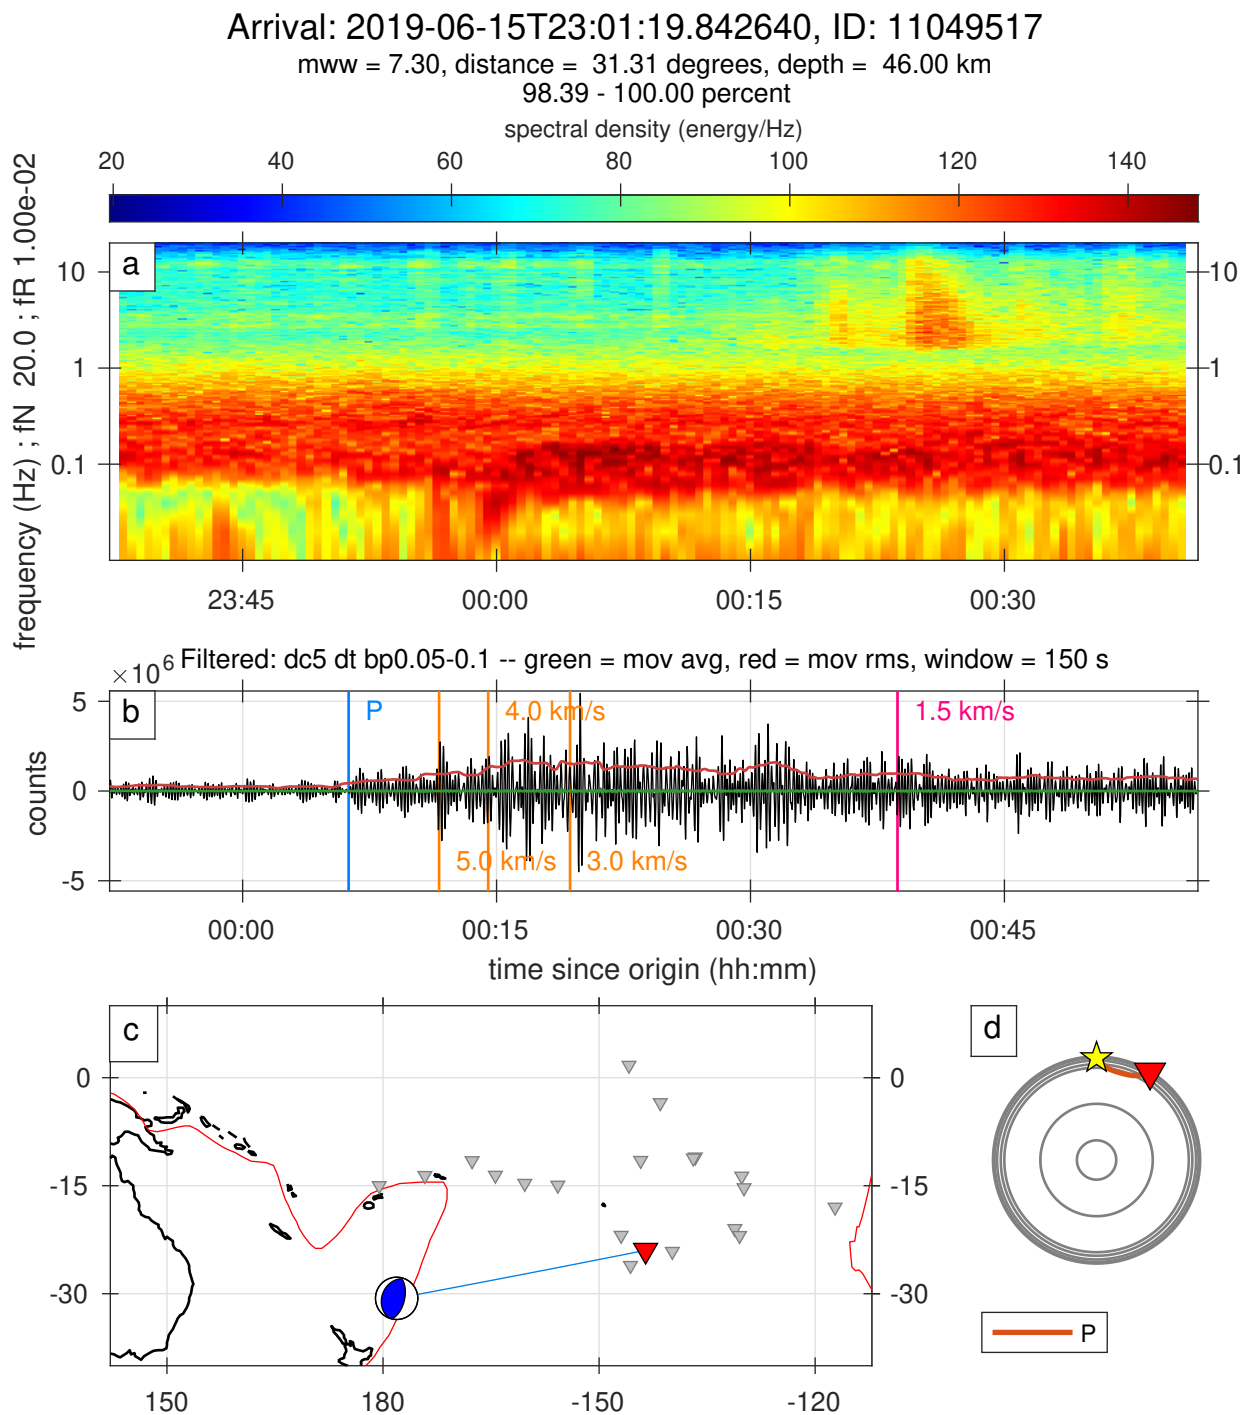 Arrival: 2019-06-15T23:01:19.842640, ID: 11049517
mww = 7.30, distance =  31.31 degrees, depth =  46.00 km
98.39 - 100.00 percent
spectral density (energy/Hz)
20 40 60 80 100 120 140
frequency (Hz) ; fN  20.0 ; fR 1.00e-02
a
10 10
1 1
0.1 0.1
23:45 00:00 00:15 00:30
× 10^6 Filtered: dc5 dt bp0.05-0.1 -- green = mov avg, red = mov rms, window = 150 s
b
counts
5
0
-5
P 4.0 km/s 1.5 km/s
5.0 km/s 3.0 km/s
00:00 00:15 00:30 00:45
time since origin (hh:mm)
c d
0 0
-15 -15
-30 -30
150 180 -150 -120
P